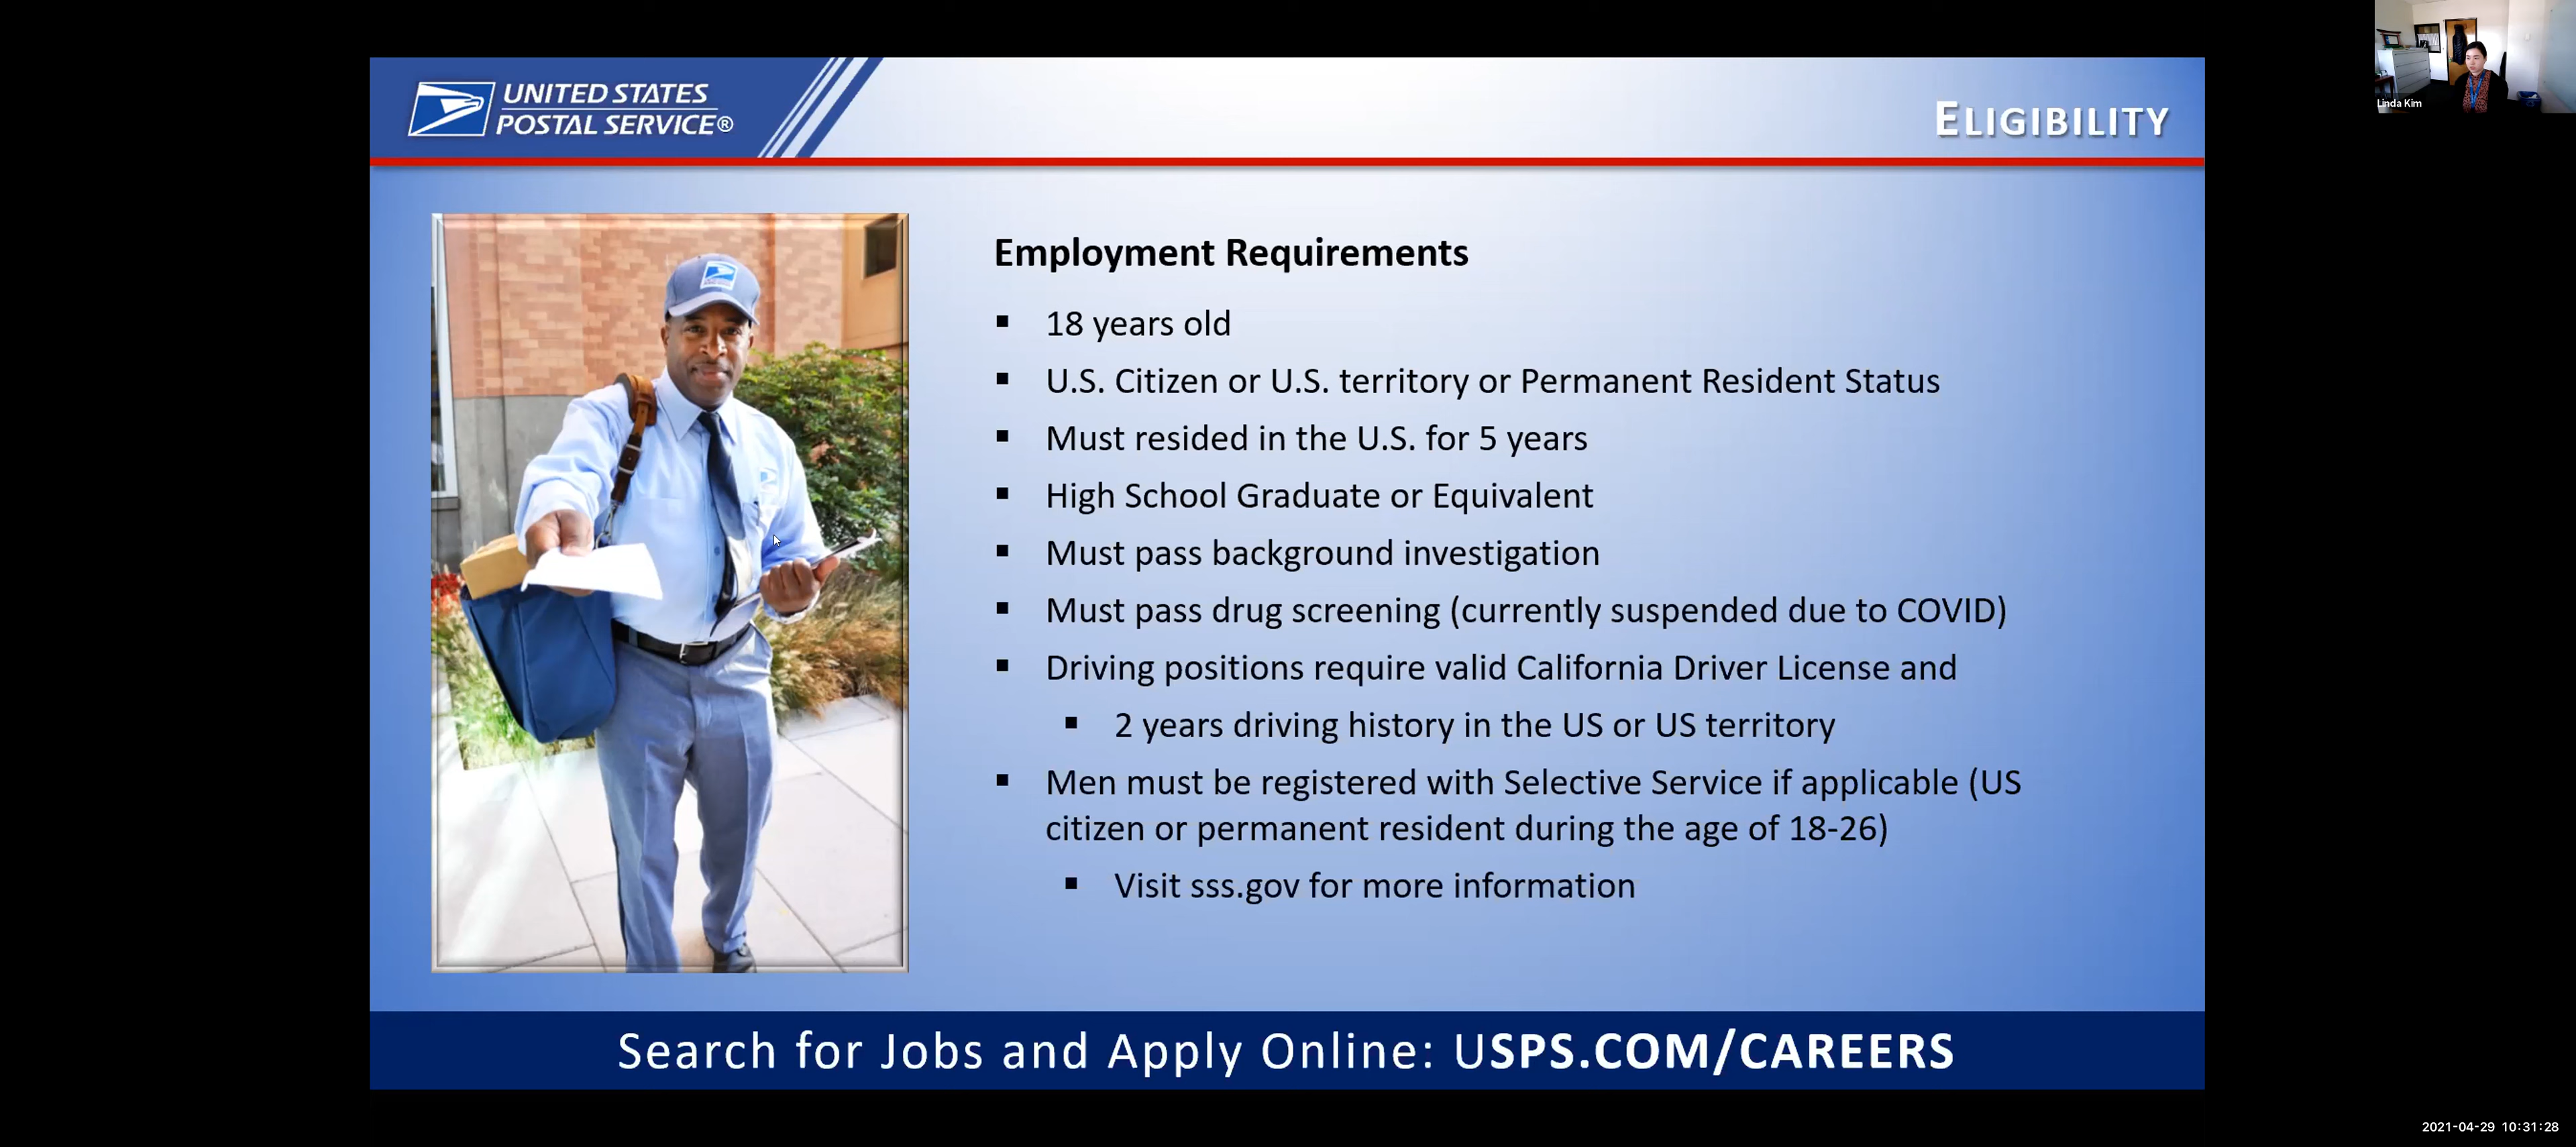 UNITED STATES
POSTAL SERVICE®
ELIGIBILITY
Linda Kim
Employment Requirements
▪ 18 years old
▪ U.S. Citizen or U.S. territory or Permanent Resident Status
▪ Must resided in the U.S. for 5 years
▪ High School Graduate or Equivalent
▪ Must pass background investigation
▪ Must pass drug screening (currently suspended due to COVID)
▪ Driving positions require valid California Driver License and
▪ 2 years driving history in the US or US territory
▪ Men must be registered with Selective Service if applicable (US
citizen or permanent resident during the age of 18-26)
▪ Visit sss.gov for more information
Search for Jobs and Apply Online: USPS.COM/CAREERS
2021-04-29 10:31:28